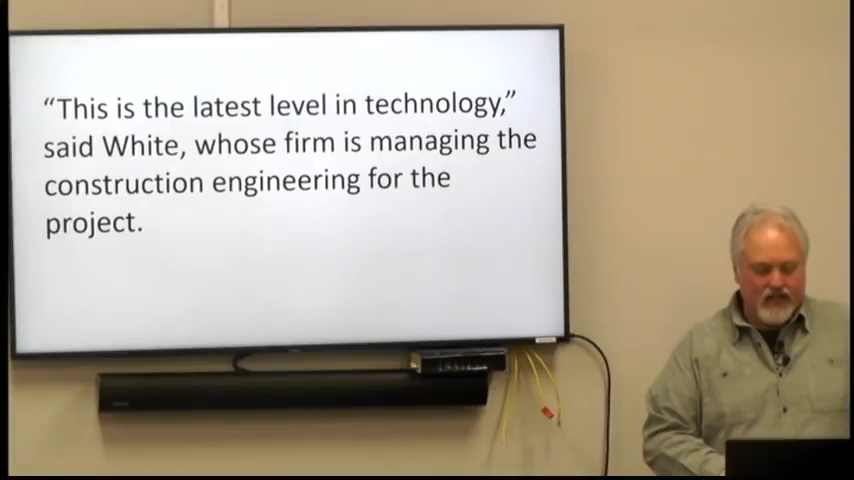 “This is the latest level in technology,”
said White, whose firm is managing the
construction engineering for the
project.